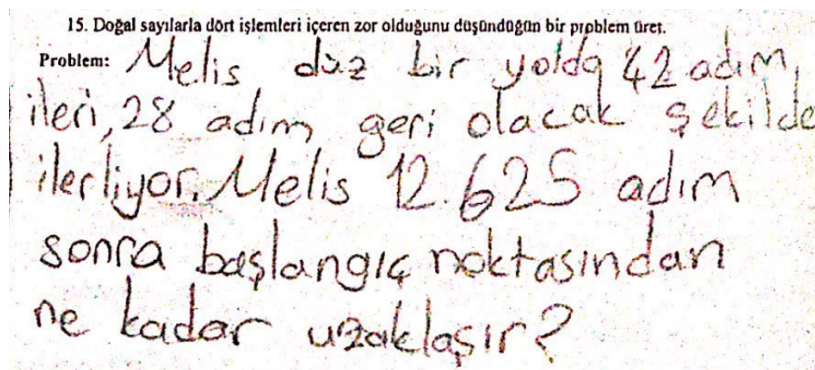 15. Doğal sayılarla dört işlemleri içeren zor olduğunu düşündüğün bir problem üret.
Problem: Melis düz bir yolda 42 adım
ileri, 28 adım geri olacak şekilde
ilerliyor. Melis 12.625 adım
sonra başlangıç noktasından
ne kadar uzaklaşır?